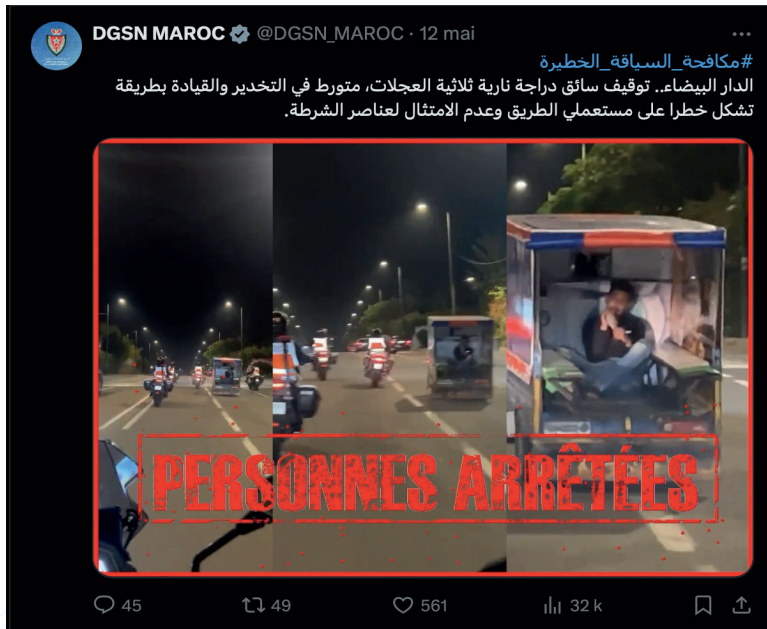 DGSN MAROC @DGSN_MAROC · 12 mai
#مكافحة_السياقة_الخطيرة
الدار البيضاء.. توقيف سائق دراجة نارية ثلاثية العجلات، متورط في التخدير والقيادة بطريقة
تشكل خطرا على مستعملي الطريق وعدم الامتثال لعناصر الشرطة.
PERSONNES ARRÊTÉES
45 49 561 32 k